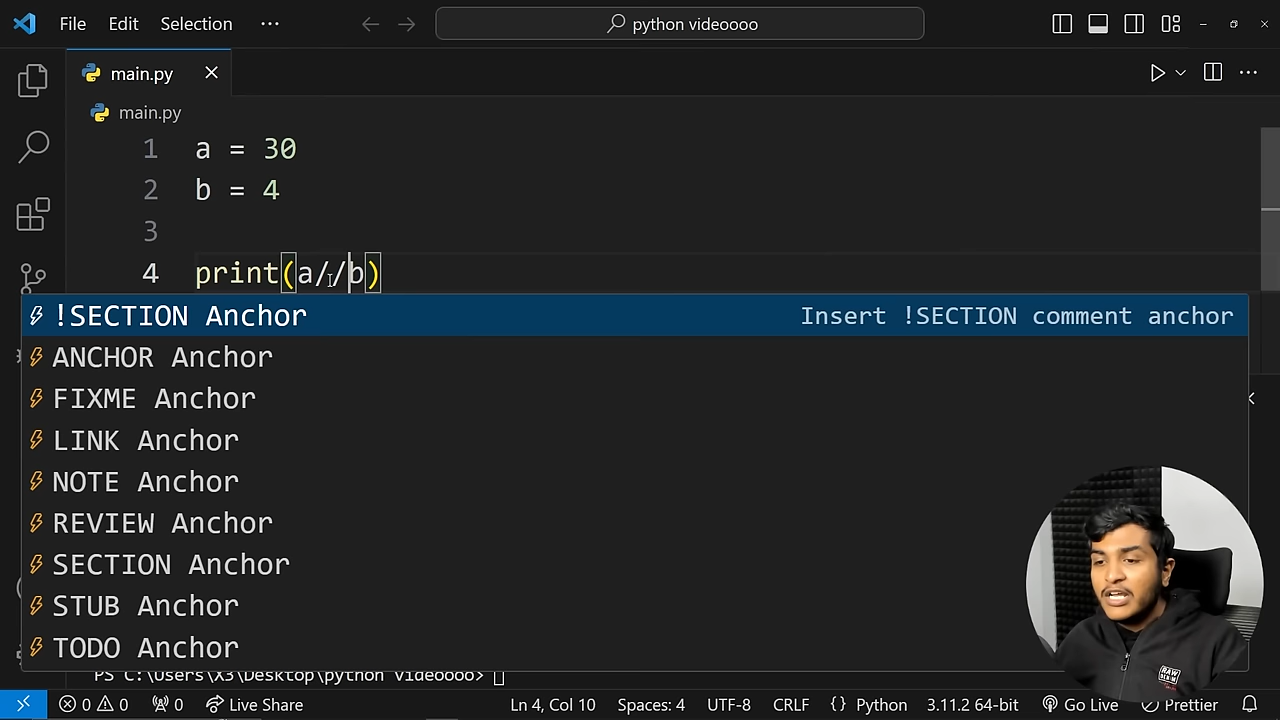 File Edit Selection ··· python videoooo
main.py
main.py
1 a = 30
2 b = 4
3
4 print(a//b)
!SECTION Anchor Insert !SECTION comment anchor
ANCHOR Anchor
FIXME Anchor
LINK Anchor
NOTE Anchor
REVIEW Anchor
SECTION Anchor
STUB Anchor
TODO Anchor
PS C:\Users\X3\Desktop\python videoooo>
0 0 0 Live Share Ln 4, Col 10 Spaces: 4 UTF-8 CRLF {} Python 3.11.2 64-bit Go Live Prettier